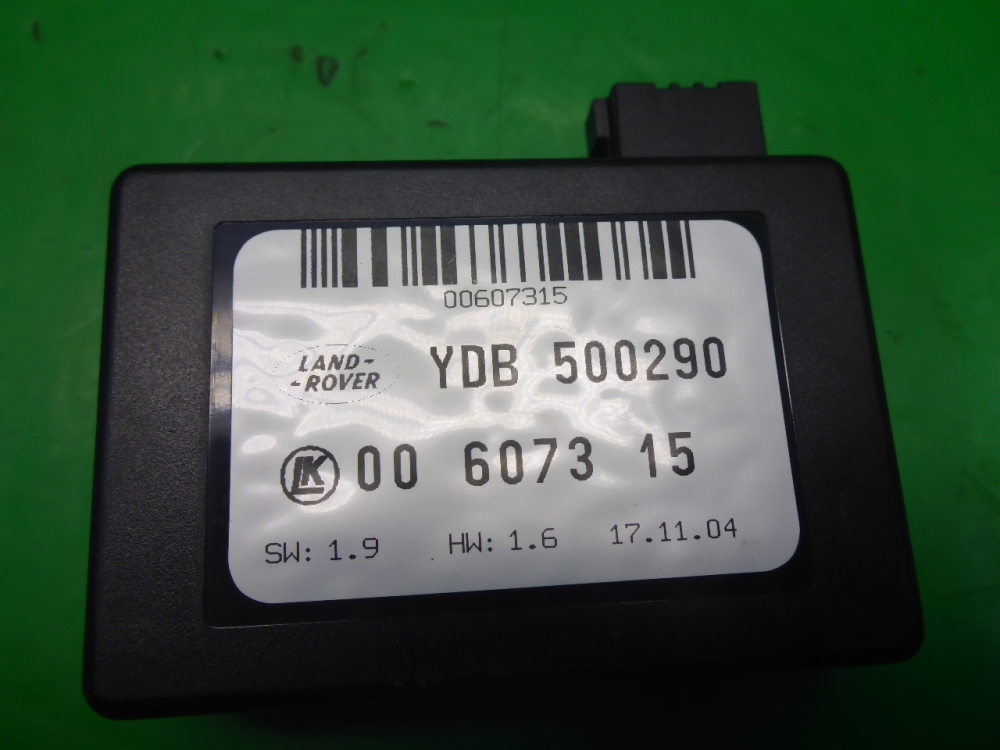 00607315
LAND-
-ROVER
YDB 500290
LK 00 6073 15
SW: 1.9 HW: 1.6 17.11.04